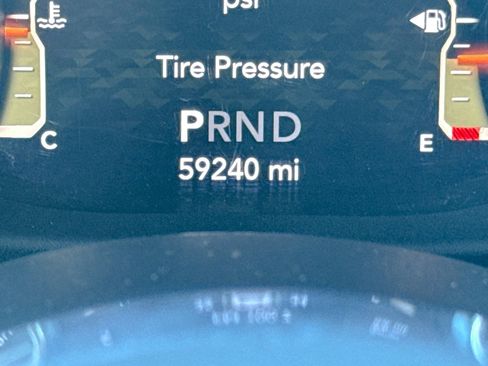 psi
Tire Pressure
PRND
C
E
59240 mi